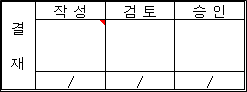 결 재 작 성 검 토 승 인
/ / /